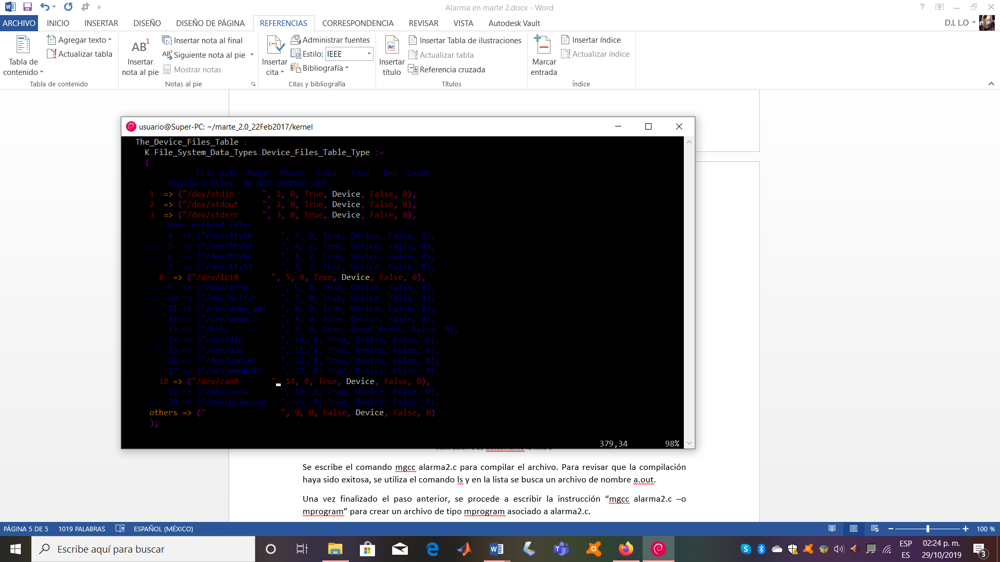 Alarma en marte 2.docx - Word
ARCHIVO INICIO INSERTAR DISEÑO DISEÑO DE PÁGINA REFERENCIAS CORRESPONDENCIA REVISAR VISTA Autodesk Vault D.L L.O
Tabla de contenido
Agregar texto
Actualizar tabla
Tabla de contenido
AB1
Insertar nota al pie
Insertar nota al final
Siguiente nota al pie
Mostrar notas
Notas al pie
Insertar cita
Administrar fuentes
Estilo: IEEE
Bibliografía
Citas y bibliografía
Insertar título
Insertar Tabla de ilustraciones
Actualizar tabla
Referencia cruzada
Títulos
Marcar entrada
Insertar índice
Actualizar índice
Índice
usuario@Super-PC: ~/marte_2.0_22Feb2017/kernel
The_Device_Files_Table :
K.File_System_Data_Types.Device_Files_Table_Type :=
(
-- File path Major Minor Used Type Del Count
-- Standard files. DO NOT COMMENT OUT
1 => ("/dev/stdin ", 1, 0, True, Device, False, 0),
2 => ("/dev/stdout ", 2, 0, True, Device, False, 0),
3 => ("/dev/stderr ", 3, 0, True, Device, False, 0),
-- User defined files
-- 4 => ("/dev/ttyS0 ", 4, 0, True, Device, False, 0),
-- 5 => ("/dev/ttyS1 ", 4, 1, True, Device, False, 0),
-- 6 => ("/dev/ttyS2 ", 4, 2, True, Device, False, 0),
-- 7 => ("/dev/ttyS3 ", 4, 3, True, Device, False, 0),
8 => ("/dev/lpt0 ", 5, 0, True, Device, False, 0),
-- 9 => ("/dev/eth0 ", 6, 0, True, Device, False, 0),
-- 10 => ("/dev/buffer ", 7, 0, True, Device, False, 0),
-- 11 => ("/dev/demo_ada ", X, 0, True, Device, False, 0),
-- 12 => ("/dev/demo_c ", X, 0, True, Device, False, 0),
-- 13 => ("/fat/ ", 9, 0, True, Mount_Point, False, 0),
-- 14 => ("/dev/dio ", 10, 0, True, Device, False, 0),
-- 15 => ("/dev/daq ", 11, 0, True, Device, False, 0),
-- 16 => ("/dev/cmps03 ", 12, 0, True, Device, False, 0),
-- 17 => ("/dev/membuff ", 13, 0, True, Device, False, 0),
18 => ("/dev/can0 ", 14, 0, True, Device, False, 0),
-- 19 => ("/dev/can1 ", 14, 1, True, Device, False, 0),
-- 20 => ("/dev/ps2mouse ", 15, 0, True, Device, False, 0),
others => (" ", 9, 0, False, Device, False, 0)
);
379,34 98%
Se escribe el comando mgcc alarma2.c para compilar el archivo. Para revisar que la compilación
haya sido exitosa, se utiliza el comando ls y en la lista se busca un archivo de nombre a.out.
Una vez finalizado el paso anterior, se procede a escribir la instrucción “mgcc alarma2.c –o
mprogram” para crear un archivo de tipo mprogram asociado a alarma2.c.
PÁGINA 5 DE 5 1019 PALABRAS ESPAÑOL (MÉXICO) 100 %
Escribe aquí para buscar
ESP
ES
02:24 p. m.
29/10/2019
3